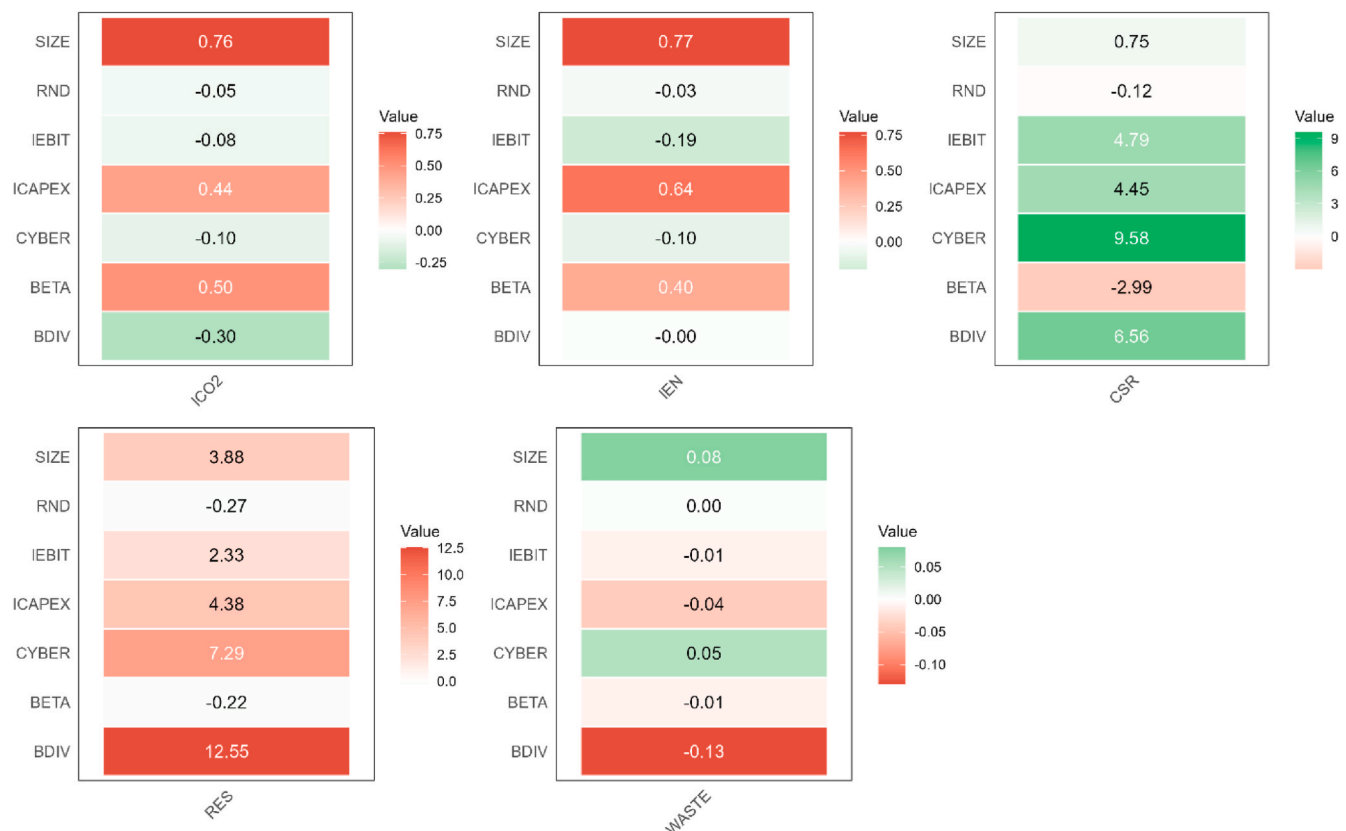 SIZE 0.76
RND -0.05
IEBIT -0.08
ICAPEX 0.44
CYBER -0.10
BETA 0.50
BDIV -0.30
ICO2
Value
0.75
0.50
0.25
0.00
-0.25
SIZE 0.77
RND -0.03
IEBIT -0.19
ICAPEX 0.64
CYBER -0.10
BETA 0.40
BDIV -0.00
IEN
Value
0.75
0.50
0.25
0.00
SIZE 0.75
RND -0.12
IEBIT 4.79
ICAPEX 4.45
CYBER 9.58
BETA -2.99
BDIV 6.56
CSR
Value
9
6
3
0
SIZE 3.88
RND -0.27
IEBIT 2.33
ICAPEX 4.38
CYBER 7.29
BETA -0.22
BDIV 12.55
RES
Value
12.5
10.0
7.5
5.0
2.5
0.0
SIZE 0.08
RND 0.00
IEBIT -0.01
ICAPEX -0.04
CYBER 0.05
BETA -0.01
BDIV -0.13
WASTE
Value
0.05
0.00
-0.05
-0.10